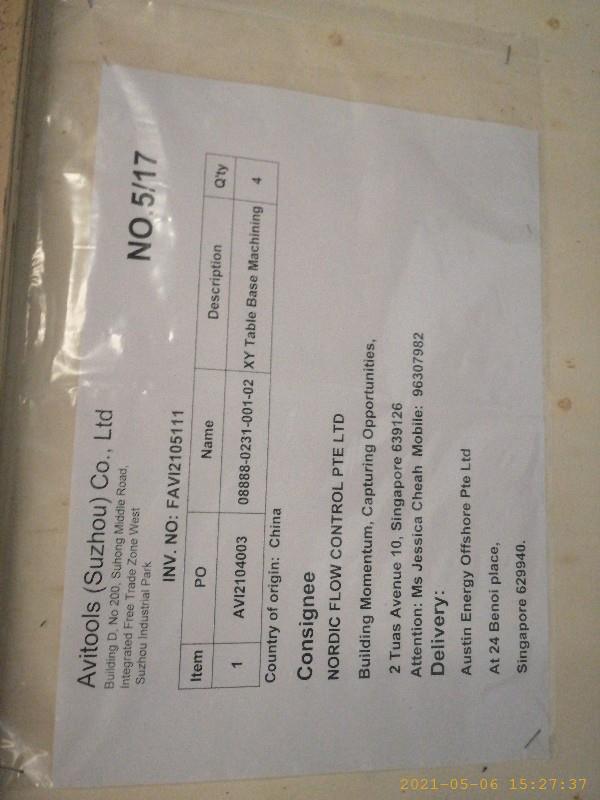 Avitools (Suzhou) Co., Ltd
Building D, No 200, Suhong Middle Road,
Integrated Free Trade Zone West
Suzhou Industrial Park
NO.5/17
INV. NO: FAVI2105111
Item PO Name Description Q'ty
1 AVI2104003 08888-0231-001-02 XY Table Base Machining 4
Country of origin: China
Consignee
NORDIC FLOW CONTROL PTE LTD
Building Momentum, Capturing Opportunities,
2 Tuas Avenue 10, Singapore 639126
Attention: Ms Jessica Cheah Mobile: 96307982
Delivery:
Austin Energy Offshore Pte Ltd
At 24 Benoi place,
Singapore 629940.
2021-05-06 15:27:37